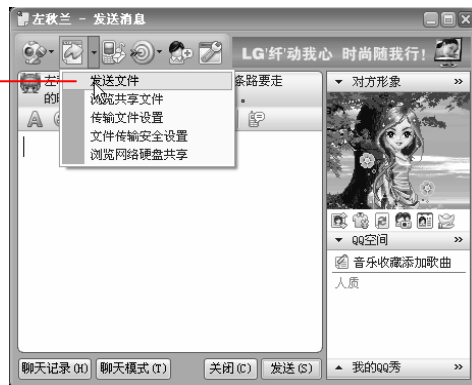 左秋兰 - 发送消息
LG'纤'动我心 时尚随我行!
发送文件
浏览共享文件
传输文件设置
文件传输安全设置
浏览网络硬盘共享
条路要走
对方形象
QQ空间
音乐收藏添加歌曲
人质
聊天记录(H)
聊天模式(T)
关闭(C)
发送(S)
我的QQ秀